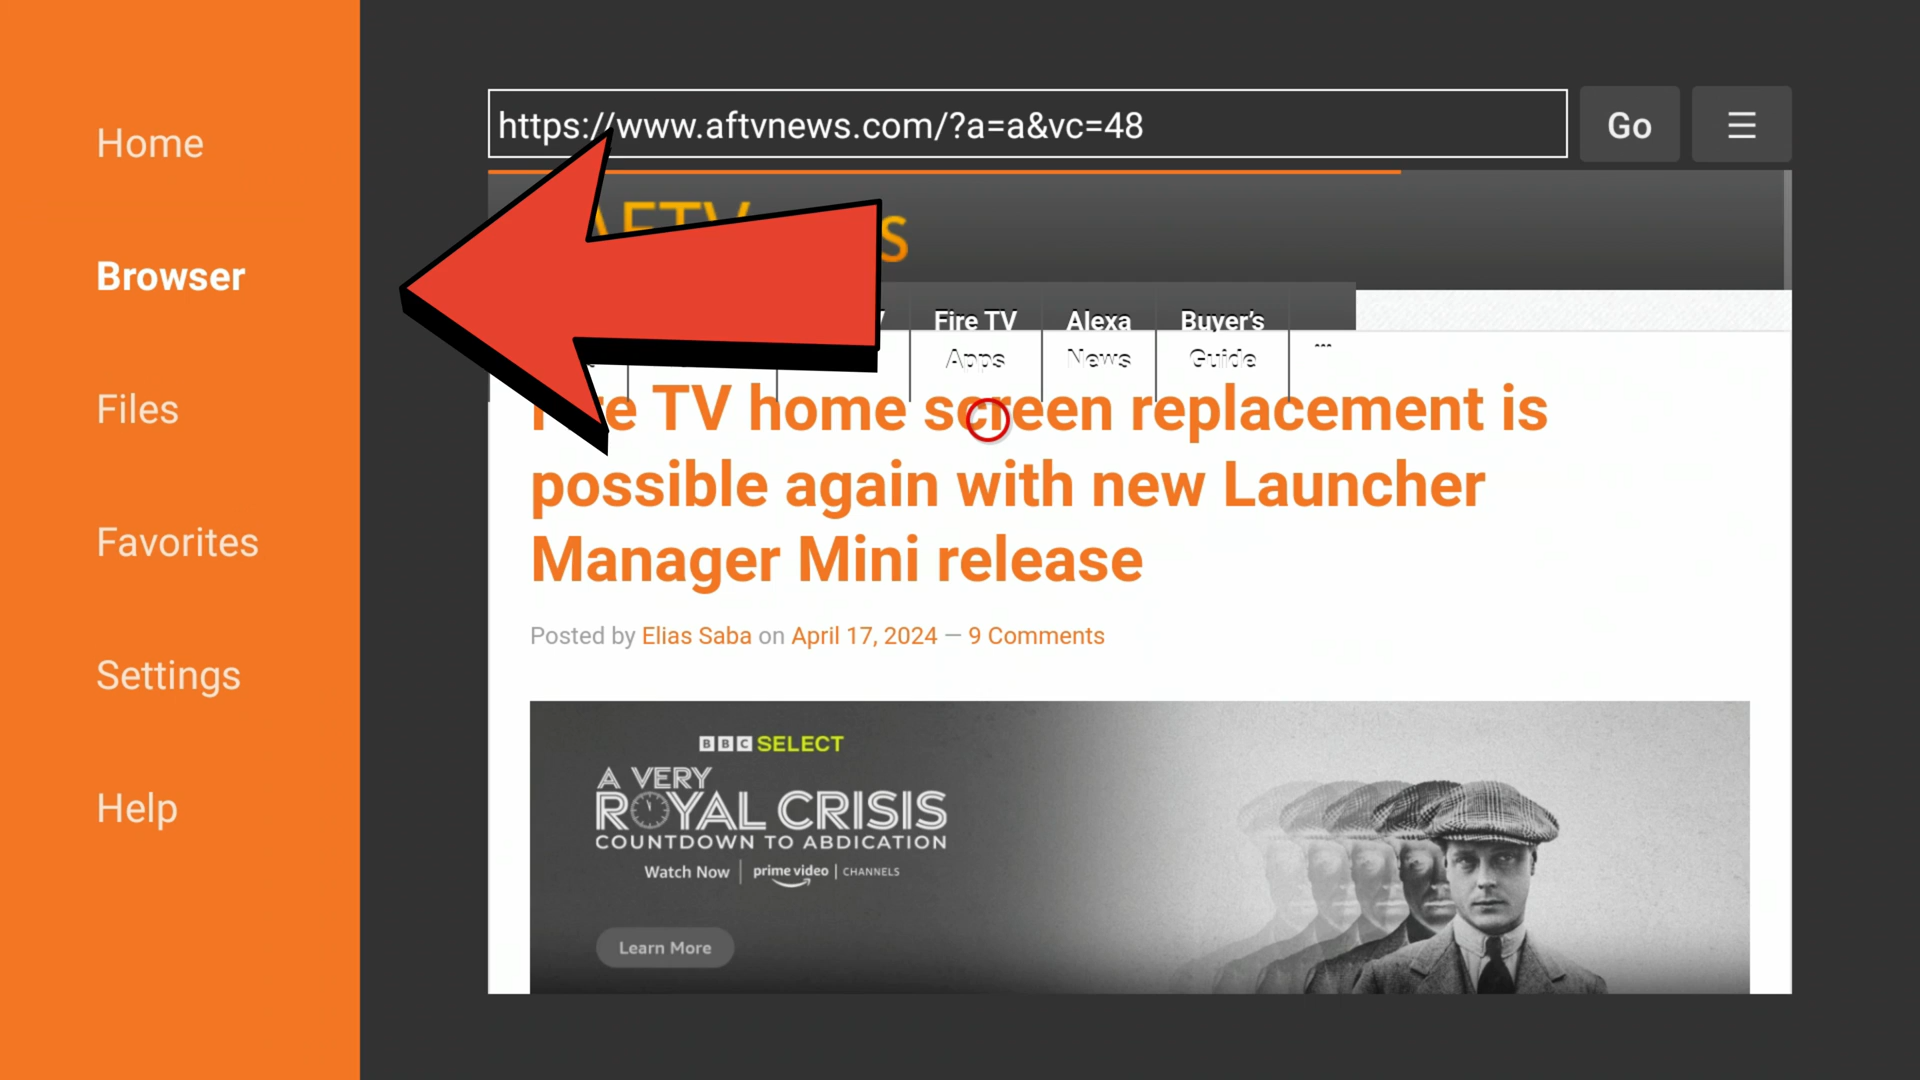 Home
Browser
Files
Favorites
Settings
Help
https://www.aftvnews.com/?a=a&vc=48
Go
Fire TV
Apps
Alexa
News
Buyer's
Guide
...
Fire TV home screen replacement is
possible again with new Launcher
Manager Mini release
Posted by Elias Saba on April 17, 2024 — 9 Comments
BBC SELECT
A VERY
ROYAL CRISIS
COUNTDOWN TO ABDICATION
Watch Now | prime video | CHANNELS
Learn More